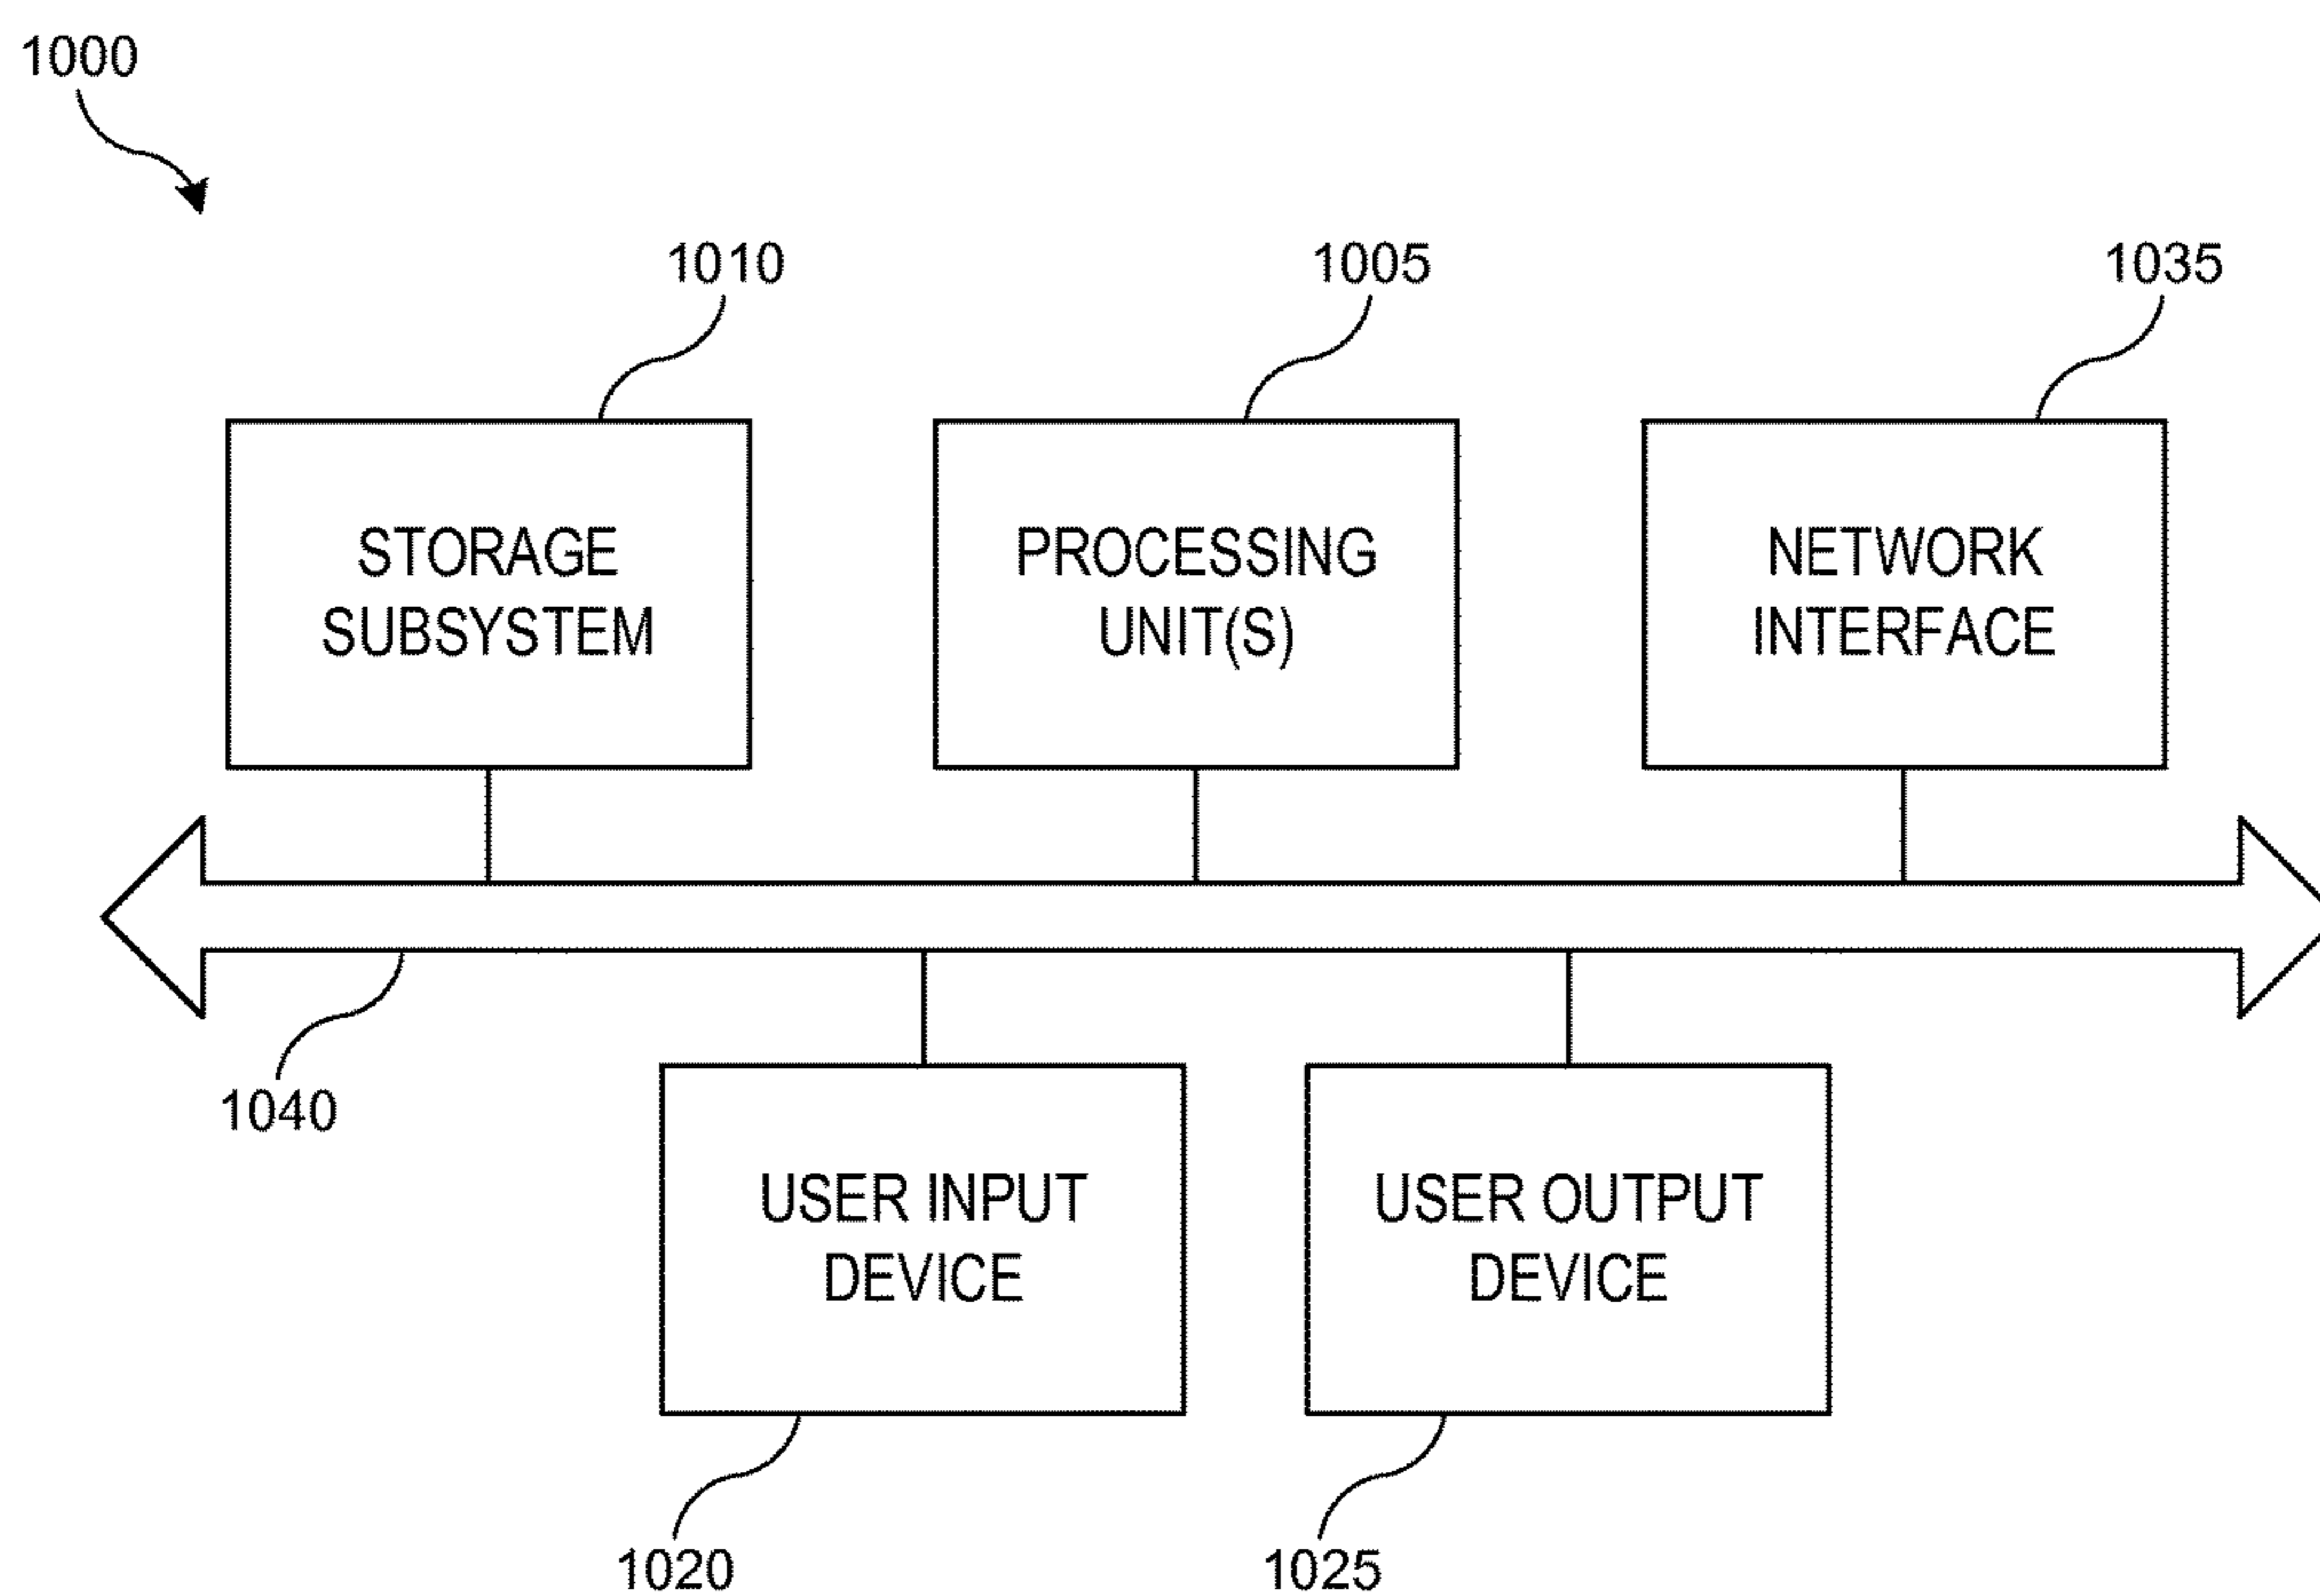 1000
1010
1005
1035
STORAGE
SUBSYSTEM
PROCESSING
UNIT(S)
NETWORK
INTERFACE
1040
USER INPUT
DEVICE
USER OUTPUT
DEVICE
1020
1025